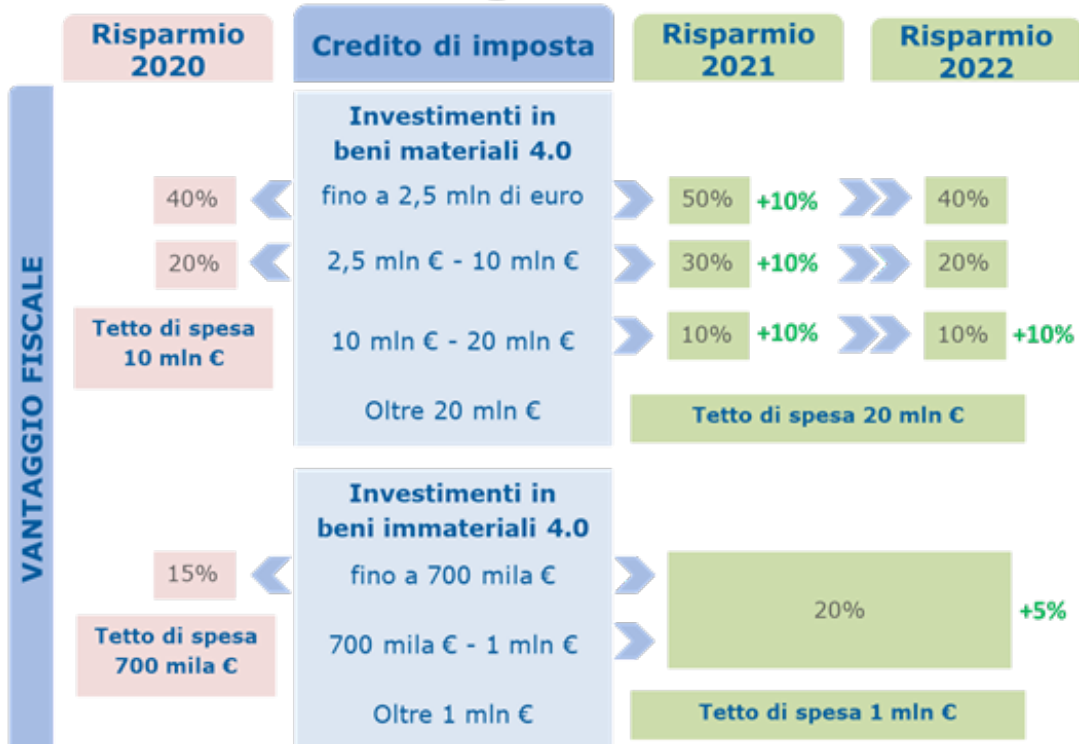 Risparmio
2020
Credito di imposta
Risparmio
2021
Risparmio
2022
VANTAGGIO FISCALE
Investimenti in
beni materiali 4.0
40%
fino a 2,5 mln di euro
50%
+10%
40%
20%
2,5 mln € - 10 mln €
30%
+10%
20%
Tetto di spesa
10 mln €
10 mln € - 20 mln €
10%
+10%
10%
+10%
Oltre 20 mln €
Tetto di spesa 20 mln €
Investimenti in
beni immateriali 4.0
15%
fino a 700 mila €
20%
+5%
Tetto di spesa
700 mila €
700 mila € - 1 mln €
Oltre 1 mln €
Tetto di spesa 1 mln €